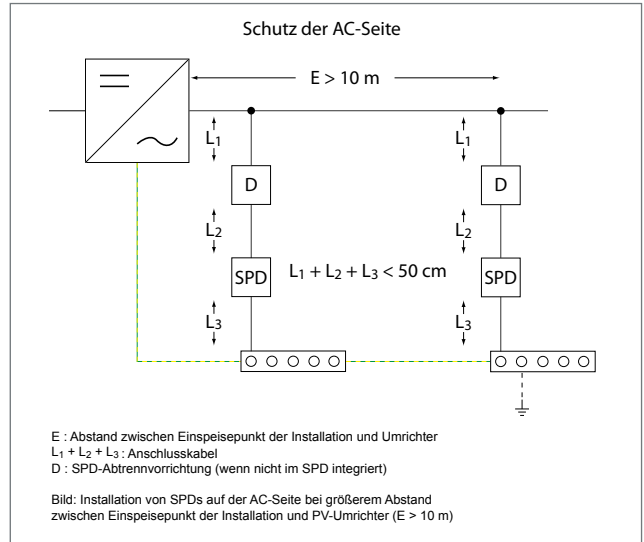 Schutz der AC-Seite
E > 10 m
L₁ L₁
D D
L₂ L₂
SPD L₁ + L₂ + L₃ < 50 cm SPD
L₃ L₃
E : Abstand zwischen Einspeisepunkt der Installation und Umrichter
L₁ + L₂ + L₃ : Anschlusskabel
D : SPD-Abtrennvorrichtung (wenn nicht im SPD integriert)
Bild: Installation von SPDs auf der AC-Seite bei größerem Abstand
zwischen Einspeisepunkt der Installation und PV-Umrichter (E > 10 m)